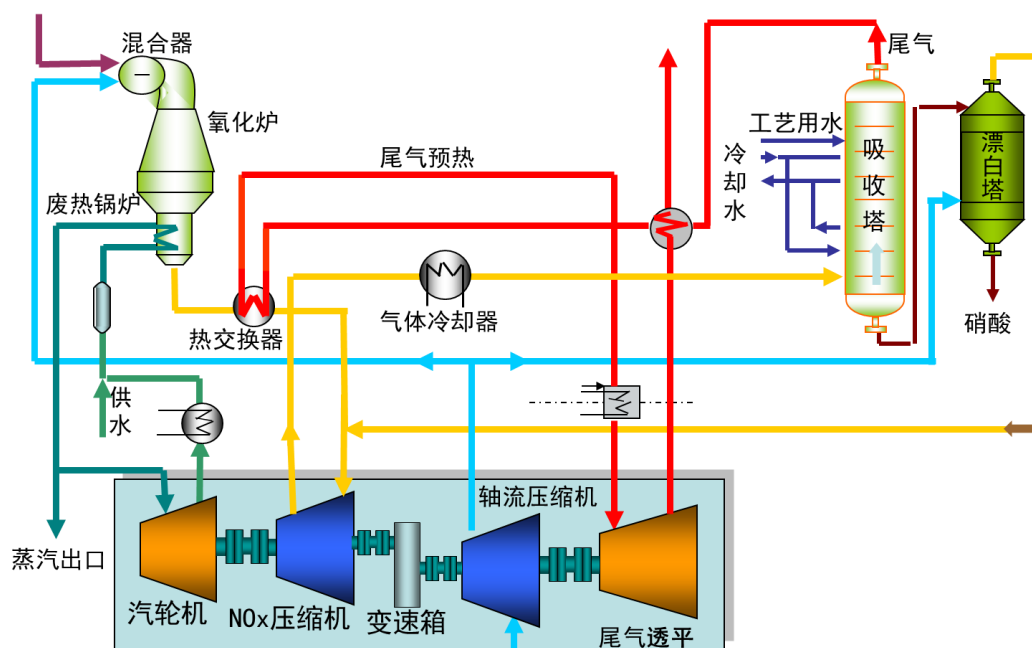 混合器
尾气
氧化炉
工艺用水
尾气预热
冷却水
吸收塔
漂白塔
废热锅炉
热交换器
气体冷却器
硝酸
供水
轴流压缩机
蒸汽出口
汽轮机
NOx压缩机
变速箱
尾气透平